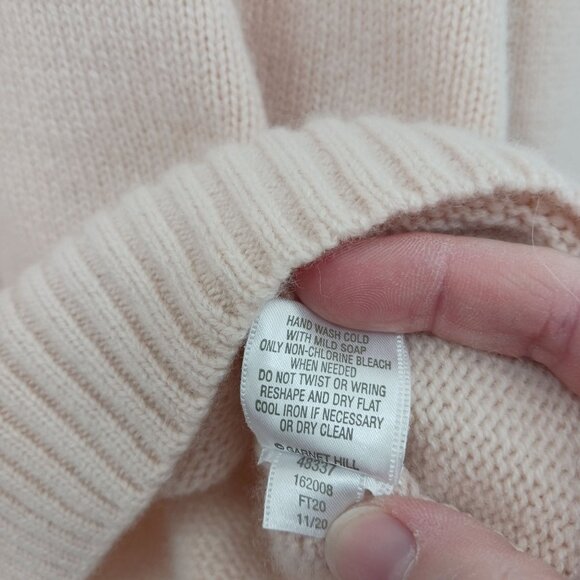 HAND WASH COLD
WITH MILD SOAP
ONLY NON-CHLORINE BLEACH
WHEN NEEDED
DO NOT TWIST OR WRING
RESHAPE AND DRY FLAT
COOL IRON IF NECESSARY
OR DRY CLEAN
© GARNET HILL
49337
162008
FT20
11/20